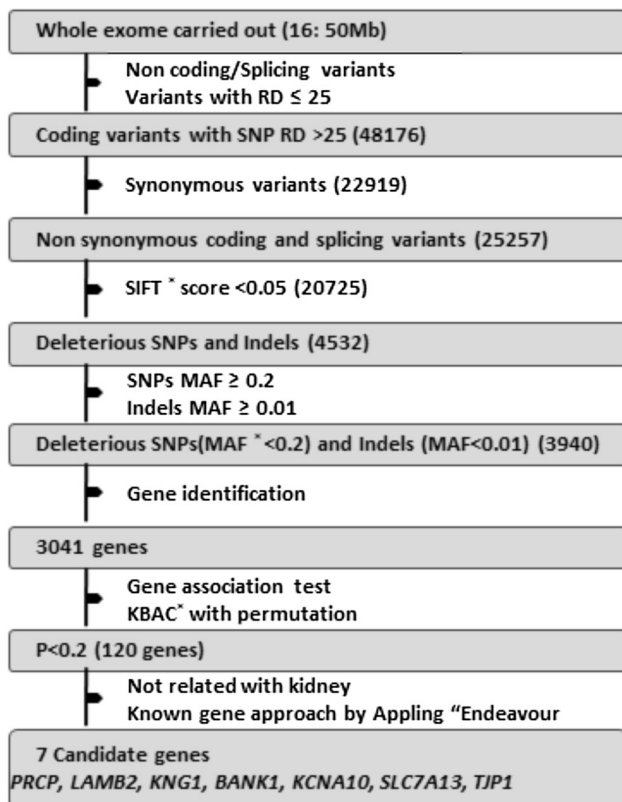 Whole exome carried out (16: 50Mb)
Non coding/Splicing variants
Variants with RD ≤ 25
Coding variants with SNP RD >25 (48176)
Synonymous variants (22919)
Non synonymous coding and splicing variants (25257)
SIFT * score <0.05 (20725)
Deleterious SNPs and Indels (4532)
SNPs MAF ≥ 0.2
Indels MAF ≥ 0.01
Deleterious SNPs(MAF *<0.2) and Indels (MAF<0.01) (3940)
Gene identification
3041 genes
Gene association test
KBAC* with permutation
P<0.2 (120 genes)
Not related with kidney
Known gene approach by Appling “Endeavour
7 Candidate genes
PRCP, LAMB2, KNG1, BANK1, KCNA10, SLC7A13, TJP1